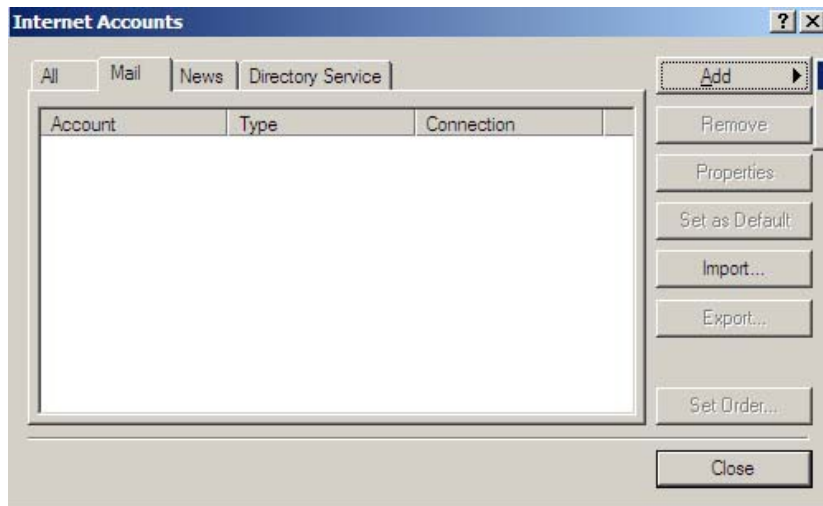 Internet Accounts
All Mail News Directory Service
Account Type Connection
Add
Remove
Properties
Set as Default
Import...
Export...
Set Order...
Close